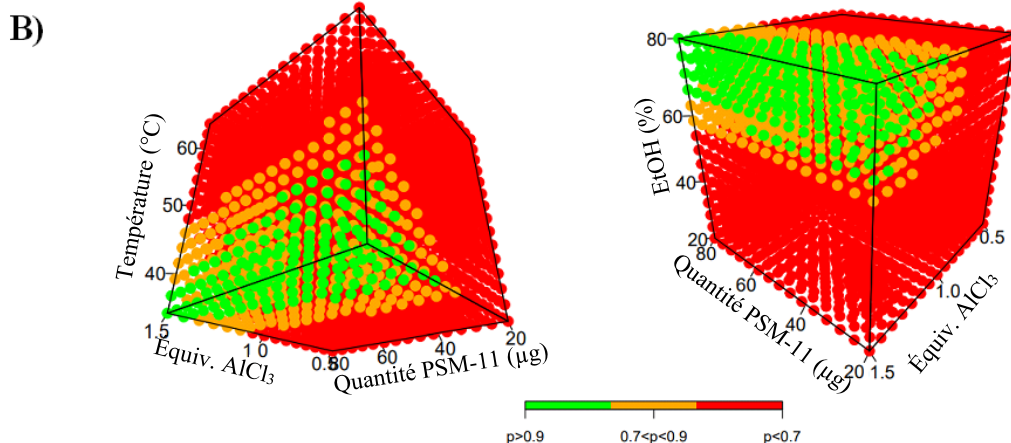 B)
Température (°C)
60
50
40
1.5
1 0
0.5
Équiv. AlCl₃
80
60
40
20
Quantité PSM-11 (µg)
EtOH (%)
80
60
40
20
80
60
40
20
Quantité PSM-11 (µg)
1.5
1.0
0.5
Équiv. AlCl₃
p>0.9 0.7<p<0.9 p<0.7